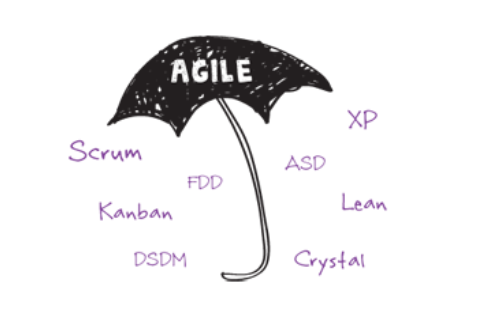 AGILE
XP
Scrum
ASD
FDD
Lean
Kanban
DSDM
Crystal